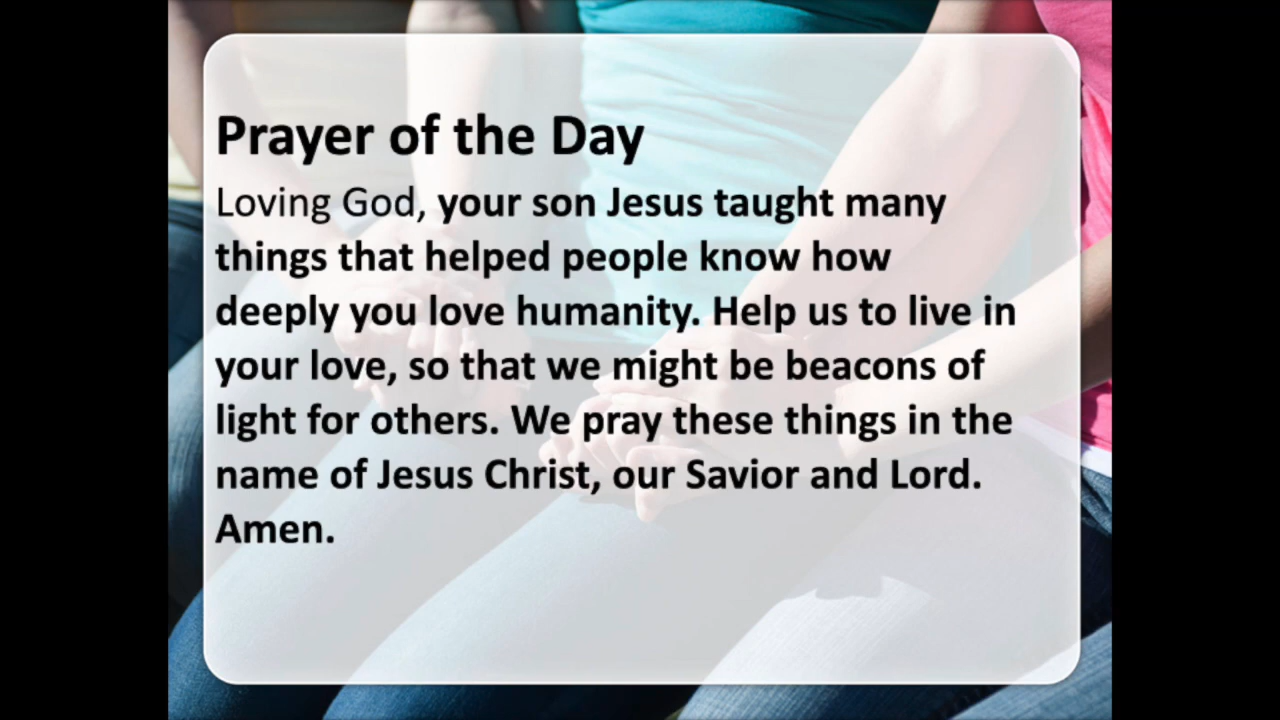 Prayer of the Day
Loving God, your son Jesus taught many
things that helped people know how
deeply you love humanity. Help us to live in
your love, so that we might be beacons of
light for others. We pray these things in the
name of Jesus Christ, our Savior and Lord.
Amen.